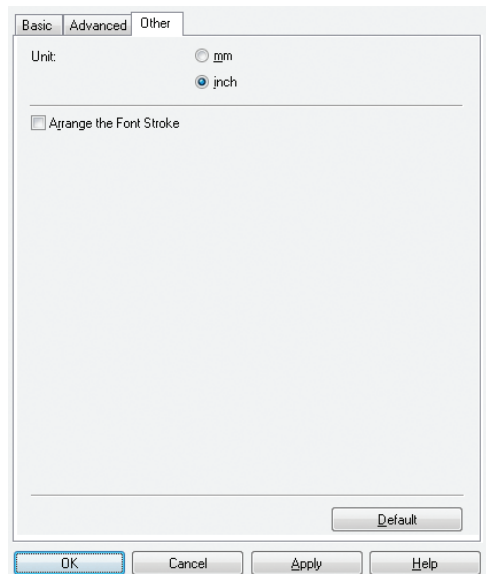 Basic Advanced Other
Unit: mm
inch
Arrange the Font Stroke
Default
OK Cancel Apply Help